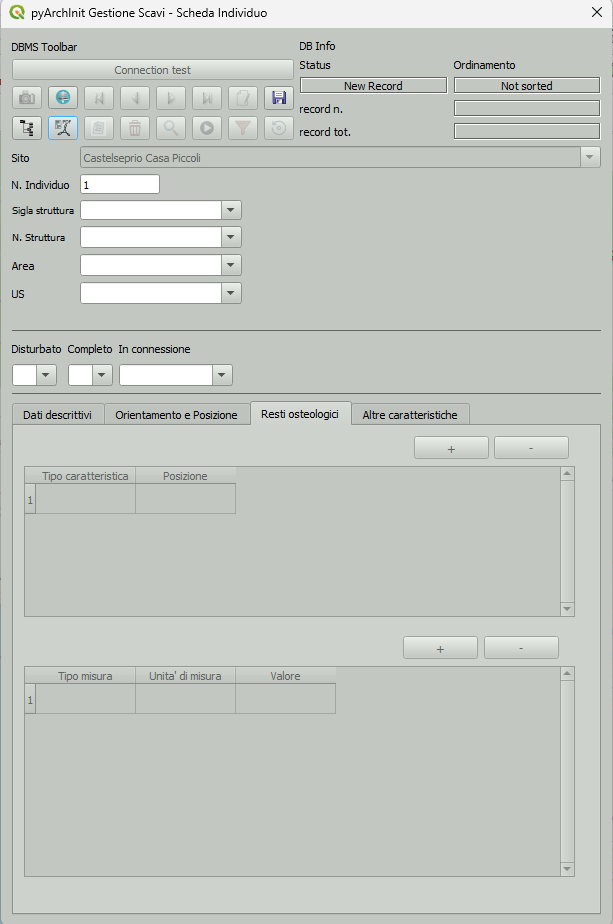 pyArchInit Gestione Scavi - Scheda Individuo
DBMS Toolbar
DB Info
Connection test
Status
Ordinamento
New Record
Not sorted
record n.
record tot.
Sito
Castelseprio Casa Piccoli
N. Individuo
1
Sigla struttura
N. Struttura
Area
US
Disturbato Completo In connessione
Dati descrittivi
Orientamento e Posizione
Resti osteologici
Altre caratteristiche
+ -
Tipo caratteristica Posizione
1
+ -
Tipo misura Unita' di misura Valore
1